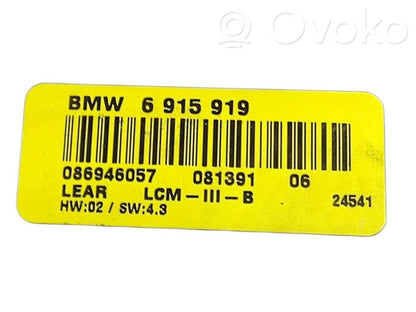 Ovoko
BMW 6 915 919
086946057 081391 06
LEAR LCM-III-B 24541
HW:02 / SW:4.3